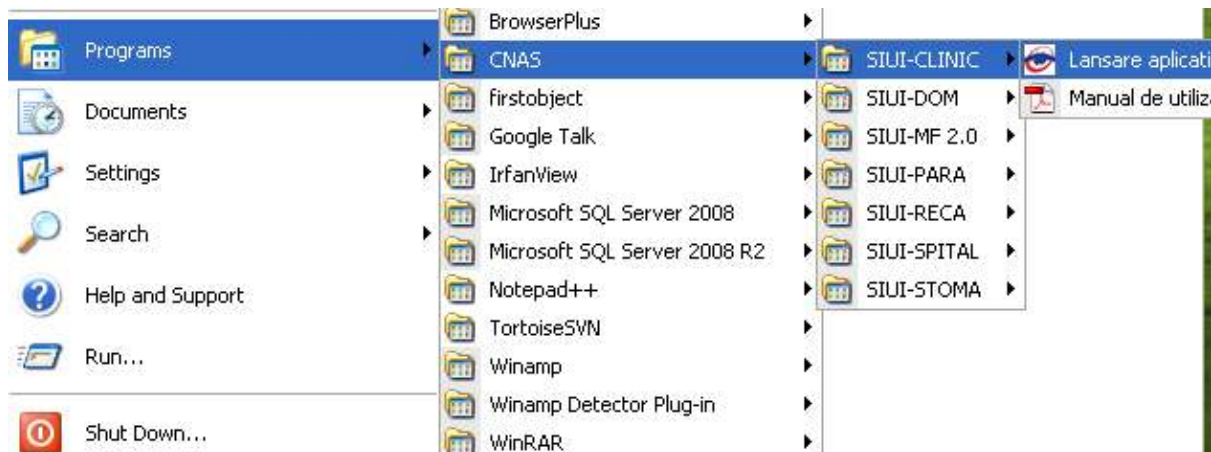 Programs
Documents
Settings
Search
Help and Support
Run...
Shut Down...
BrowserPlus
CNAS
firstobject
Google Talk
IrfanView
Microsoft SQL Server 2008
Microsoft SQL Server 2008 R2
Notepad++
TortoiseSVN
Winamp
Winamp Detector Plug-in
WinRAR
SIUI-CLINIC
SIUI-DOM
SIUI-MF 2.0
SIUI-PARA
SIUI-RECA
SIUI-SPITAL
SIUI-STOMA
Lansare aplicati
Manual de utiliza